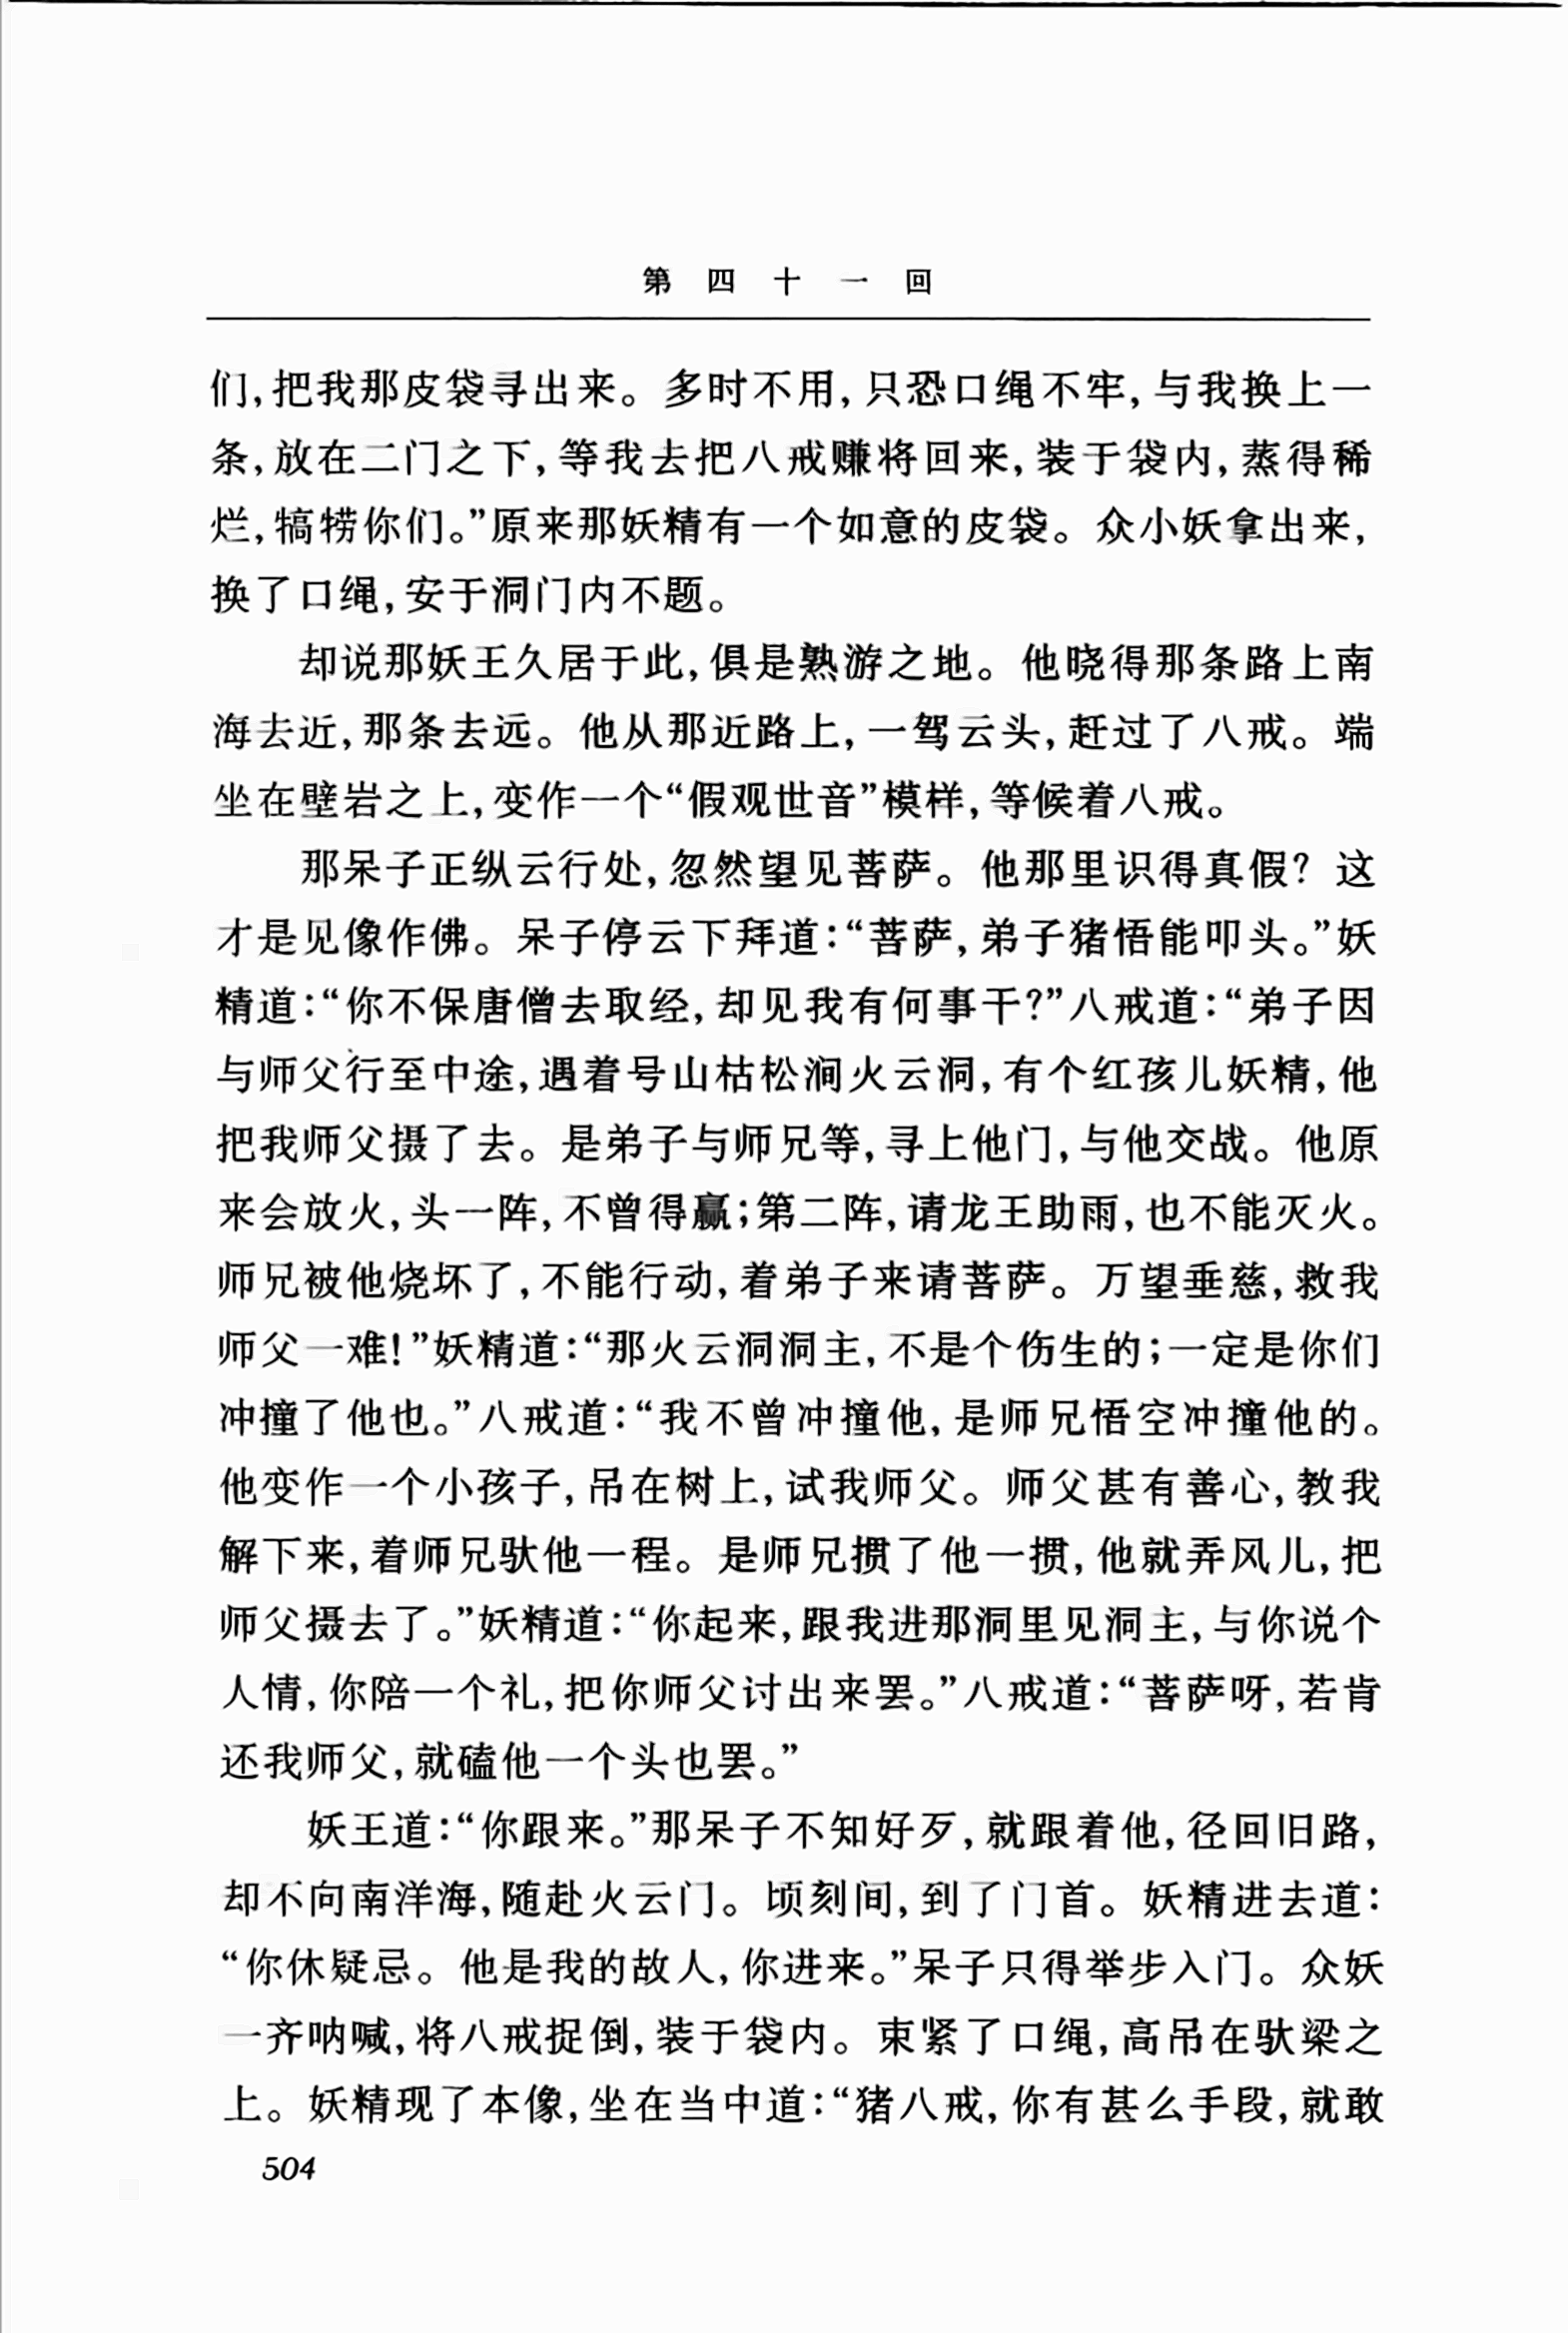 第四十一回
们,把我那皮袋寻出来。多时不用,只恐口绳不牢,与我换上一
条,放在二门之下,等我去把八戒赚将回来,装于袋内,蒸得稀
烂,犒捞你们。”原来那妖精有一个如意的皮袋。众小妖拿出来,
换了口绳,安于洞门内不题。
却说那妖王久居于此,俱是熟游之地。他晓得那条路上南
海去近,那条去远。他从那近路上,一驾云头,赶过了八戒。端
坐在壁岩之上,变作一个“假观世音”模样,等候着八戒。
那呆子正纵云行处,忽然望见菩萨。他那里识得真假?这
才是见像作佛。呆子停云下拜道:“菩萨,弟子猪悟能叩头。”妖
精道:“你不保唐僧去取经,却见我有何事干?”八戒道:“弟子因
与师父行至中途,遇着号山枯松涧火云洞,有个红孩儿妖精,他
把我师父摄了去。是弟子与师兄等,寻上他门,与他交战。他原
来会放火,头一阵,不曾得赢;第二阵,请龙王助雨,也不能灭火。
师兄被他烧坏了,不能行动,着弟子来请菩萨。万望垂慈,救我
师父一难!”妖精道:“那火云洞洞主,不是个伤生的;一定是你们
冲撞了他也。”八戒道:“我不曾冲撞他,是师兄悟空冲撞他的。
他变作一个小孩子,吊在树上,试我师父。师父甚有善心,教我
解下来,着师兄驮他一程。是师兄掼了他一掼,他就弄风儿,把
师父摄去了。”妖精道:“你起来,跟我进那洞里见洞主,与你说个
人情,你陪一个礼,把你师父讨出来罢。”八戒道:“菩萨呀,若肯
还我师父,就磕他一个头也罢。”
妖王道:“你跟来。”那呆子不知好歹,就跟着他,径回旧路,
却不向南洋海,随赴火云门。顷刻间,到了门首。妖精进去道:
“你休疑忌。他是我的故人,你进来。”呆子只得举步入门。众妖
一齐呐喊,将八戒捉倒,装于袋内。束紧了口绳,高吊在驮梁之
上。妖精现了本像,坐在当中道:“猪八戒,你有甚么手段,就敢
504